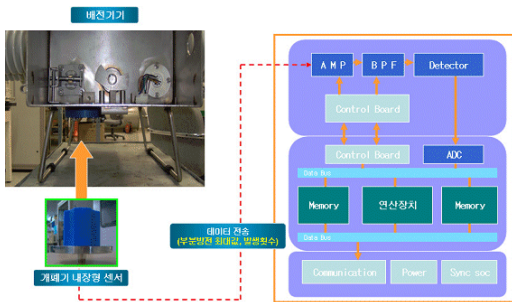 배전기기
개폐기 내장형 센서
데이터 전송
(부분방전 최대값, 발생횟수)
AMP
BPF
Detector
Control Board
Control Board
ADC
Data Bus
Memory
연산장치
Memory
Data Bus
Communication
Power
Sync soc